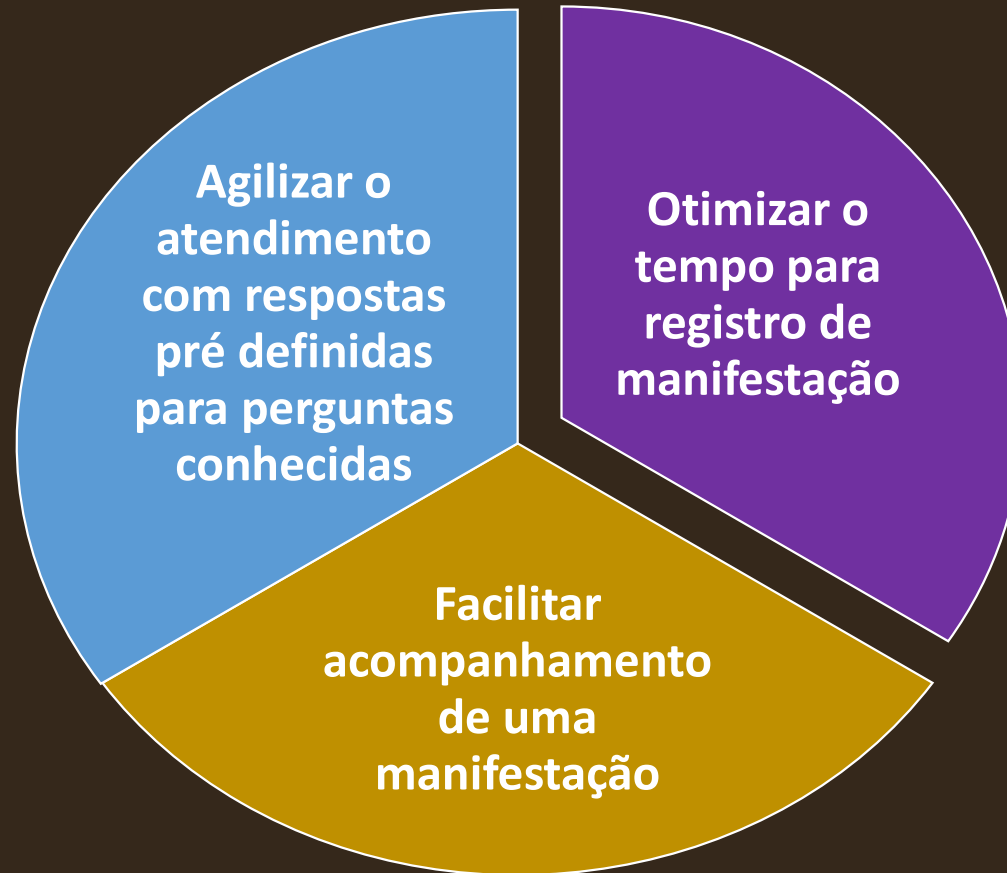 Agilizar o
atendimento
com respostas
pré definidas
para perguntas
conhecidas
Otimizar o
tempo para
registro de
manifestação
Facilitar
acompanhamento
de uma
manifestação